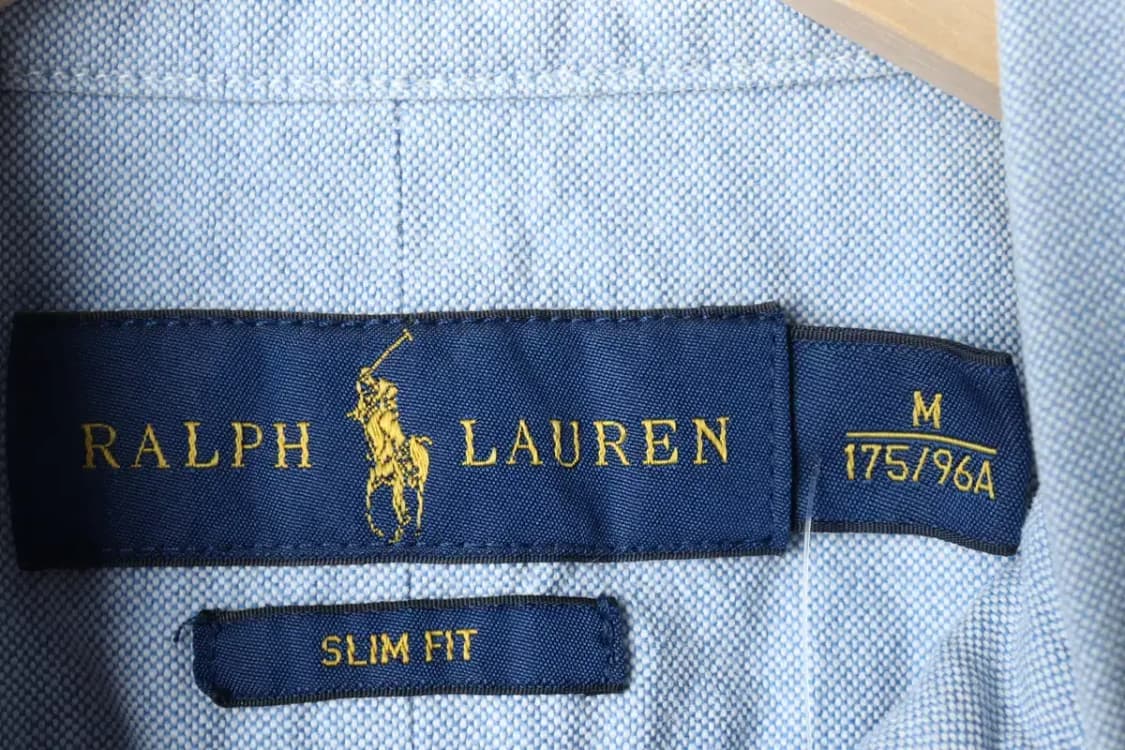 RALPH LAUREN
M
175/96A
SLIM FIT